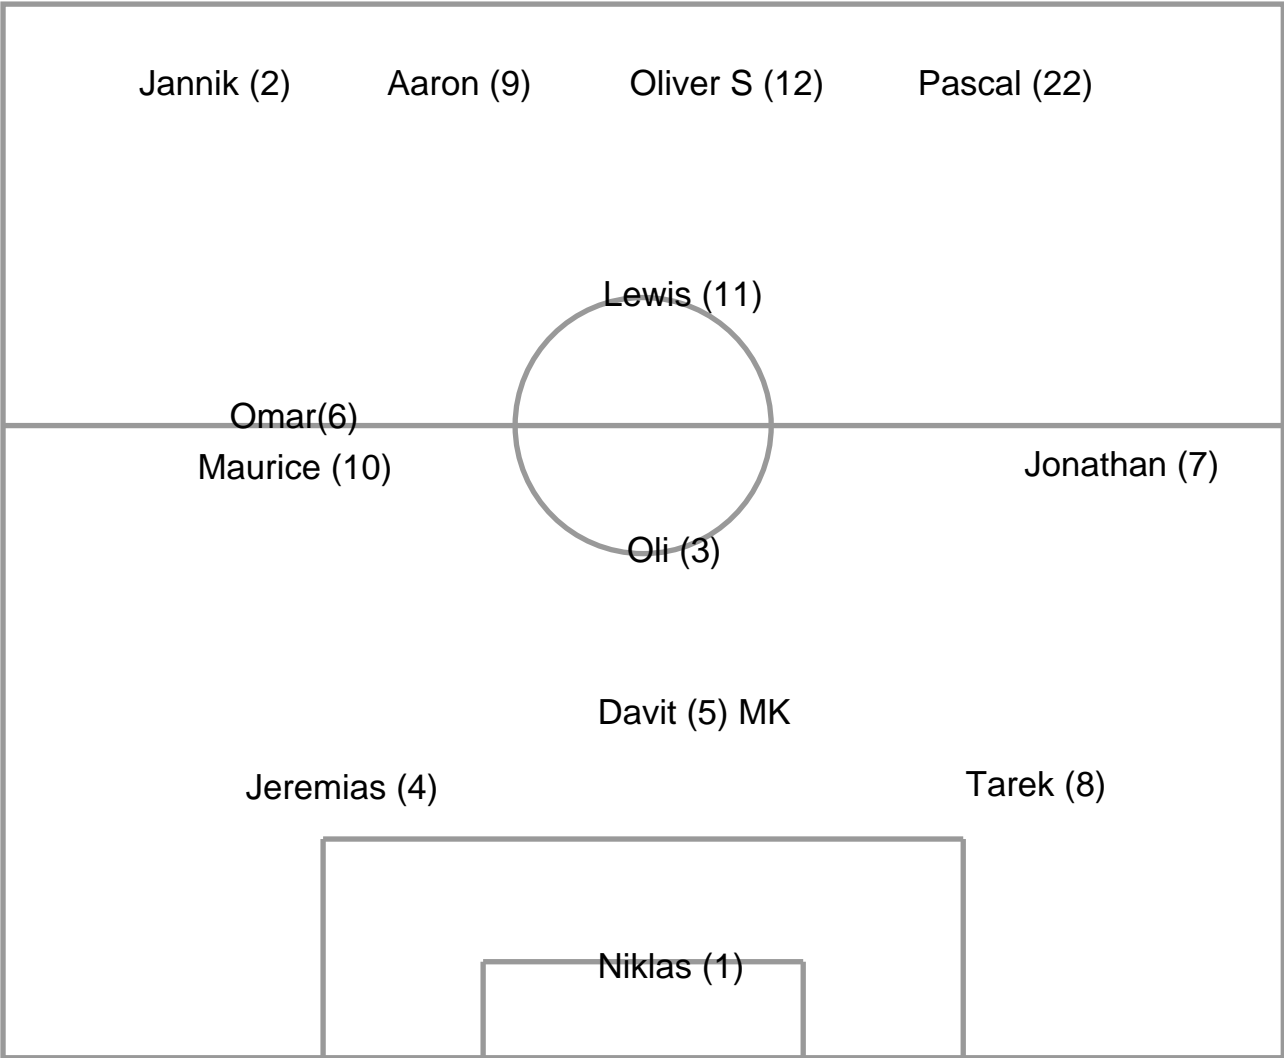 Jannik (2) Aaron (9) Oliver S (12) Pascal (22)
Lewis (11)
Omar(6)
Maurice (10) Jonathan (7)
Oli (3)
Davit (5) MK
Jeremias (4) Tarek (8)
Niklas (1)